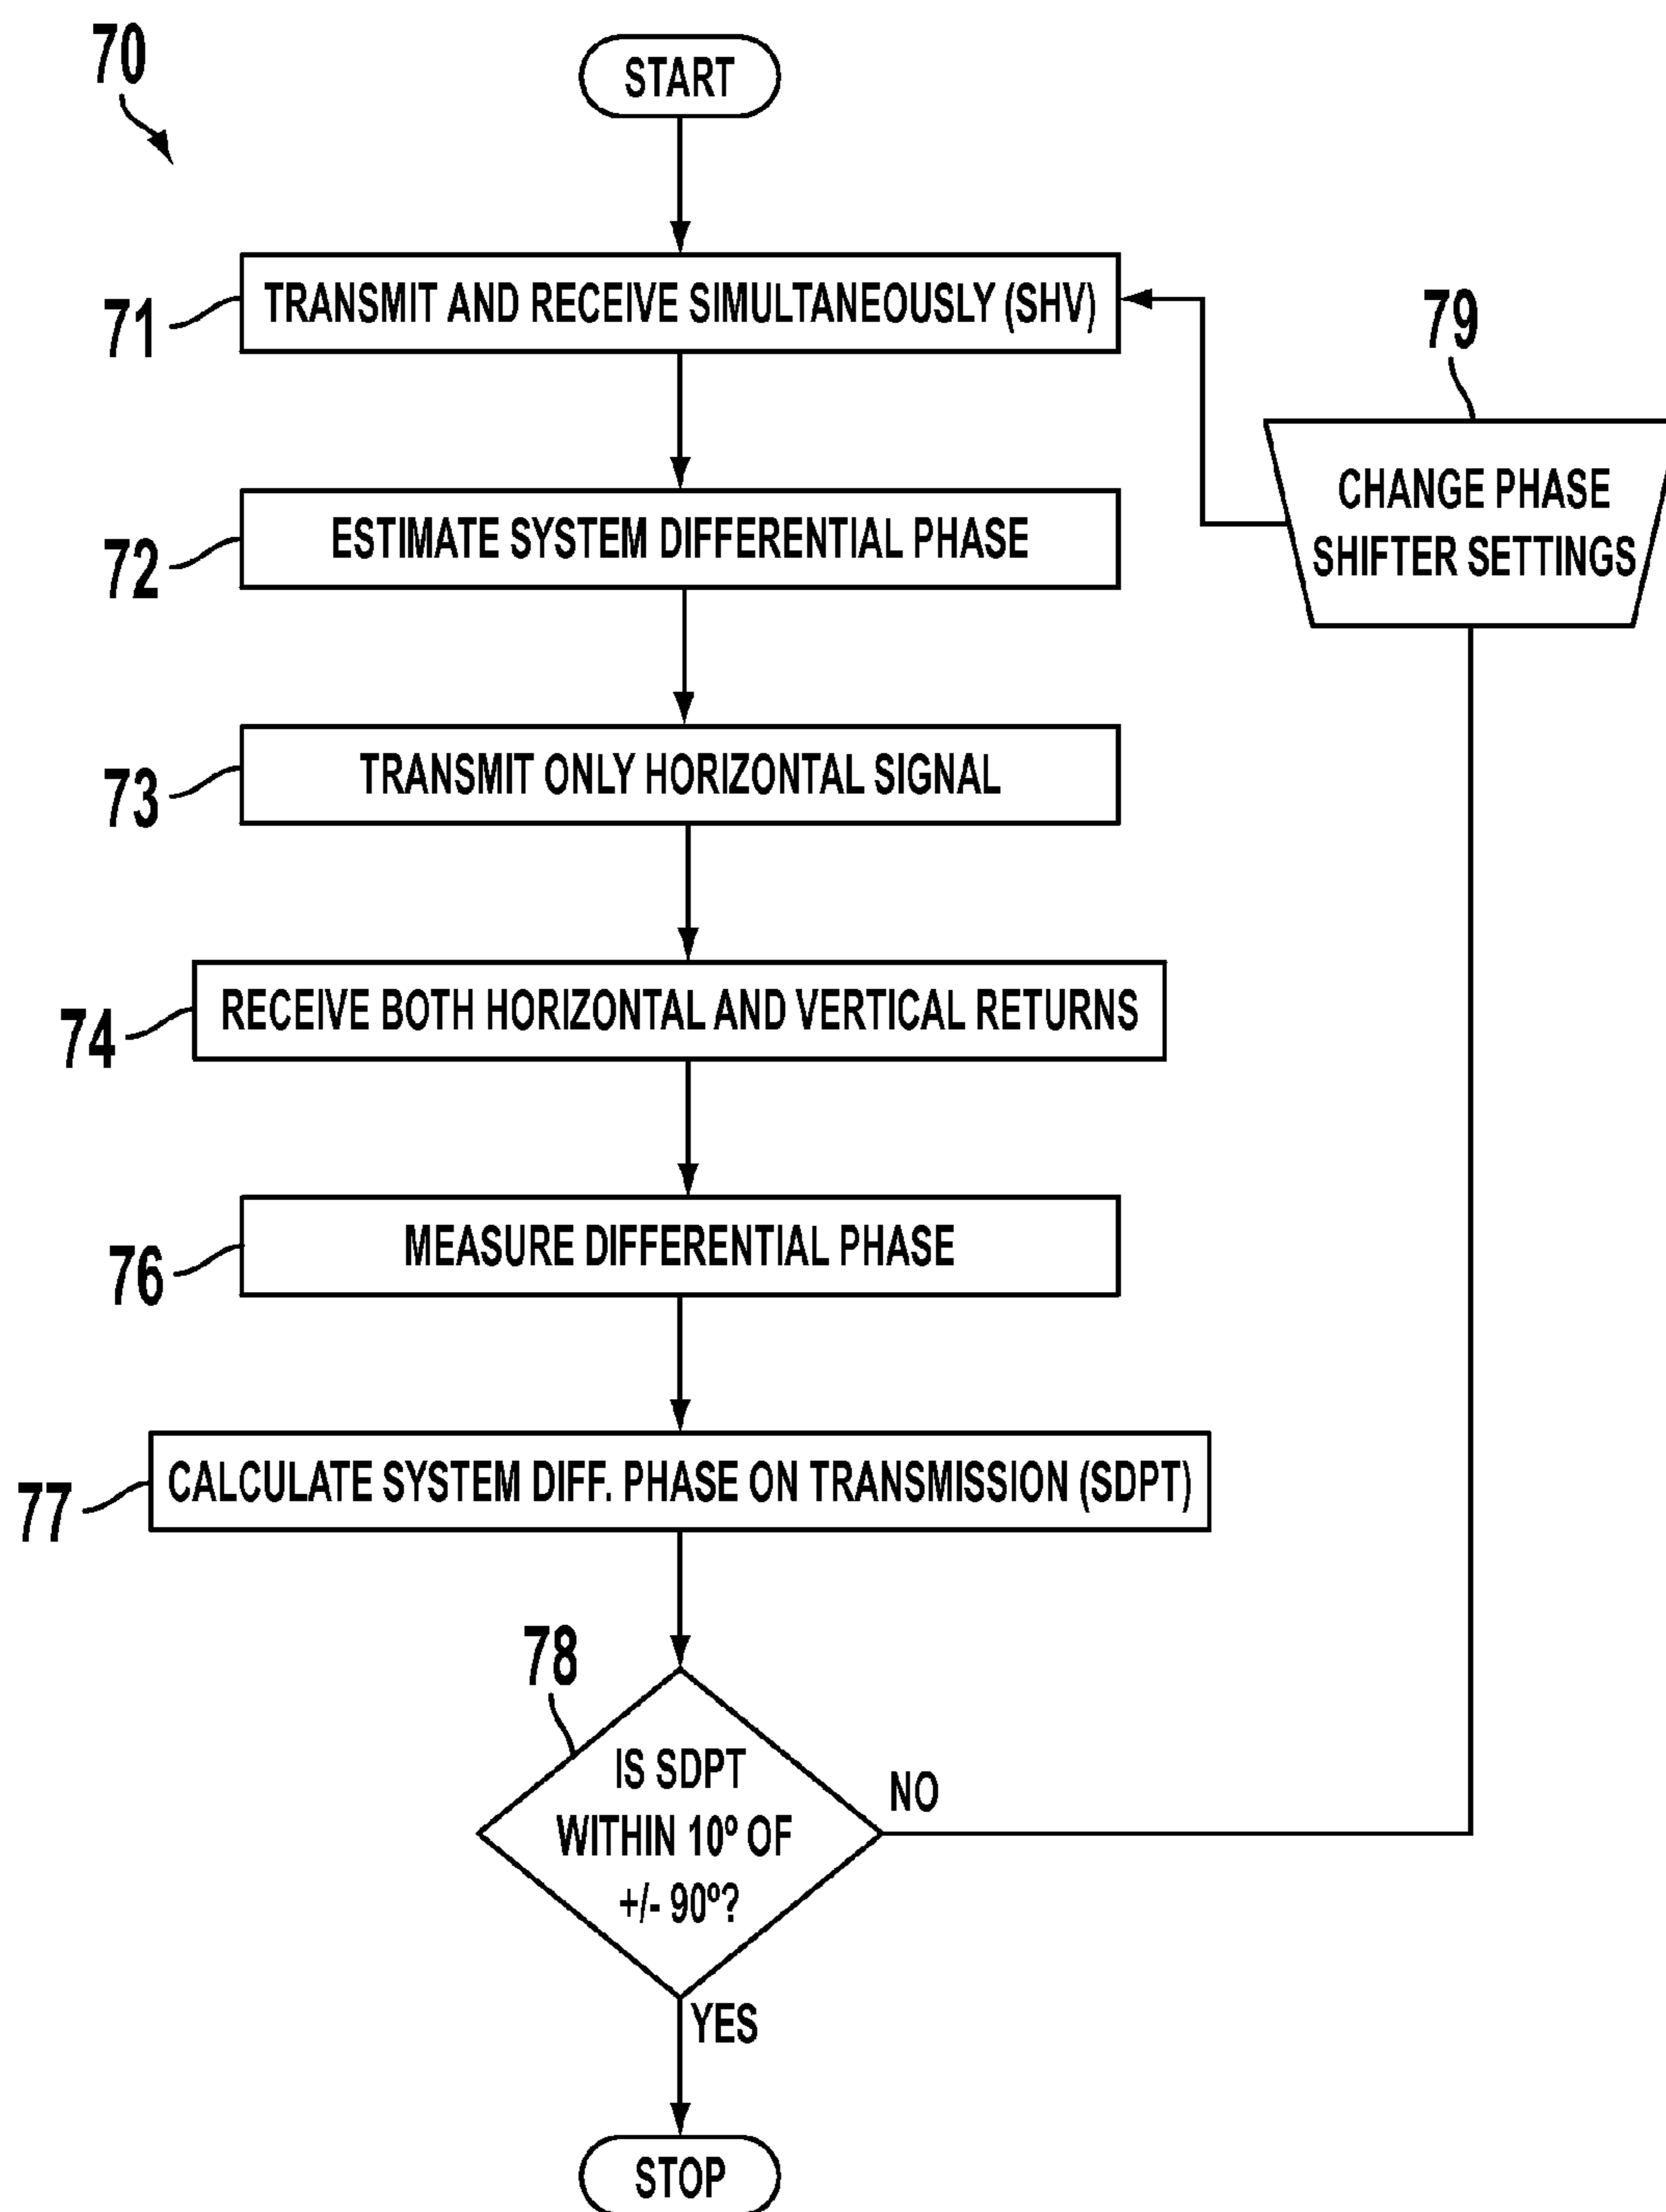 70
START
71
TRANSMIT AND RECEIVE SIMULTANEOUSLY (SHV)
79
CHANGE PHASE
SHIFTER SETTINGS
72
ESTIMATE SYSTEM DIFFERENTIAL PHASE
73
TRANSMIT ONLY HORIZONTAL SIGNAL
74
RECEIVE BOTH HORIZONTAL AND VERTICAL RETURNS
76
MEASURE DIFFERENTIAL PHASE
77
CALCULATE SYSTEM DIFF. PHASE ON TRANSMISSION (SDPT)
78
IS SDPT
WITHIN 10º OF
+/- 90º?
NO
YES
STOP